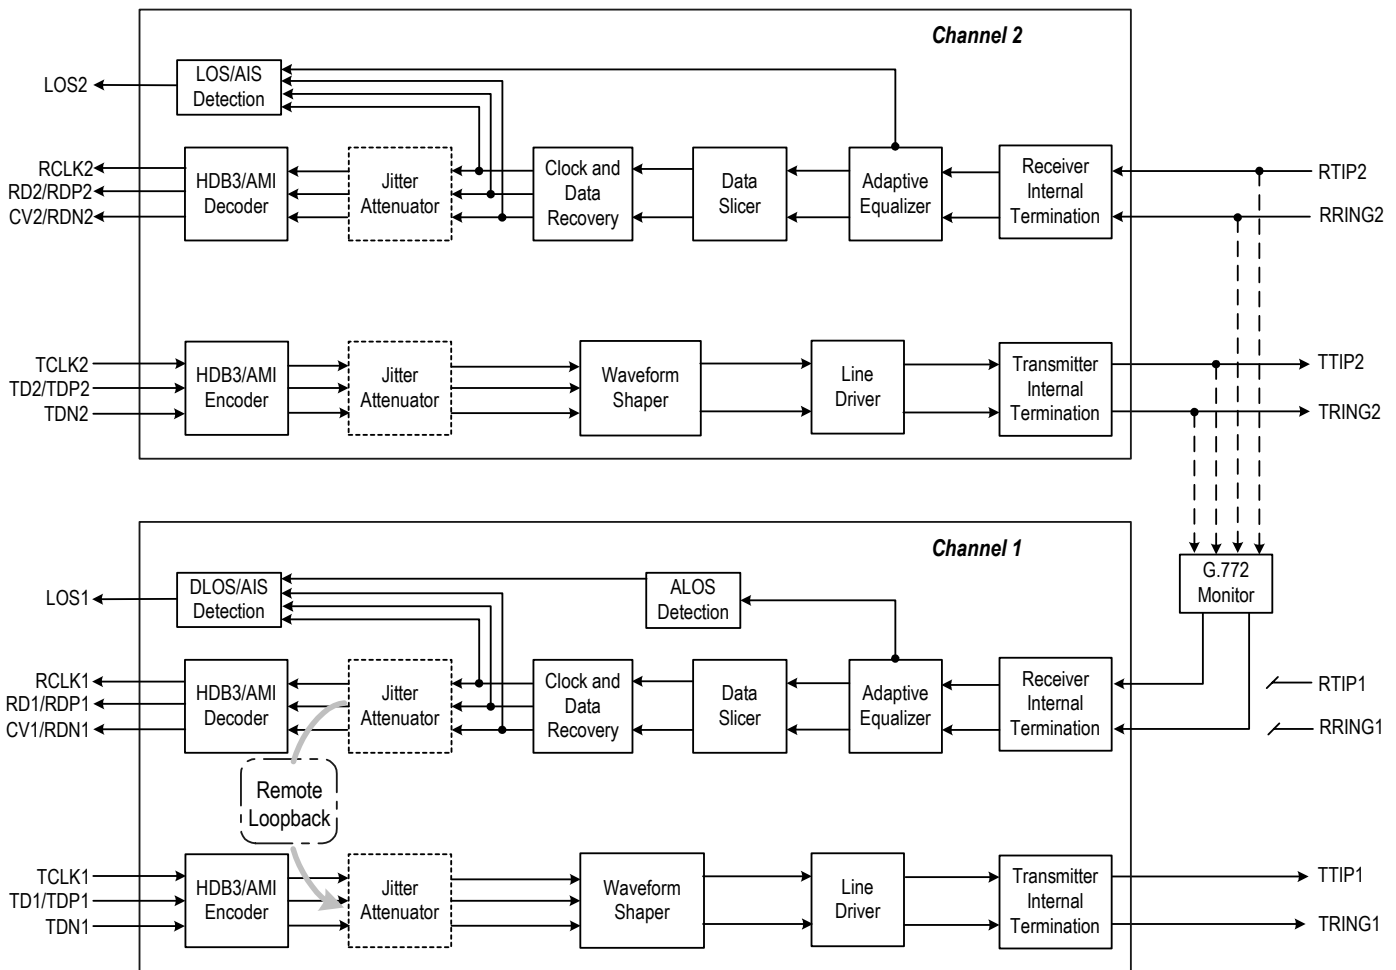 Channel 2
LOS2
LOS/AIS
Detection
RCLK2
RD2/RDP2
CV2/RDN2
HDB3/AMI
Decoder
Jitter
Attenuator
Clock and
Data
Recovery
Data
Slicer
Adaptive
Equalizer
Receiver
Internal
Termination
RTIP2
RRING2
TCLK2
TD2/TDP2
TDN2
HDB3/AMI
Encoder
Jitter
Attenuator
Waveform
Shaper
Line
Driver
Transmitter
Internal
Termination
TTIP2
TRING2
Channel 1
G.772
Monitor
LOS1
DLOS/AIS
Detection
ALOS
Detection
RCLK1
RD1/RDP1
CV1/RDN1
HDB3/AMI
Decoder
Jitter
Attenuator
Clock and
Data
Recovery
Data
Slicer
Adaptive
Equalizer
Receiver
Internal
Termination
RTIP1
RRING1
Remote
Loopback
TCLK1
TD1/TDP1
TDN1
HDB3/AMI
Encoder
Jitter
Attenuator
Waveform
Shaper
Line
Driver
Transmitter
Internal
Termination
TTIP1
TRING1